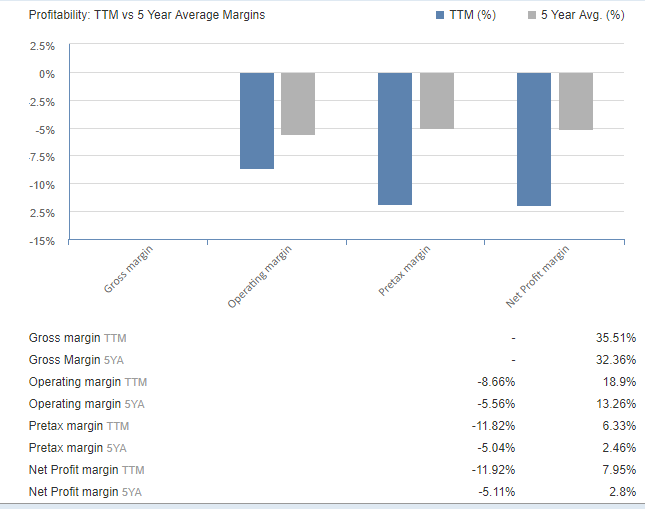 Profitability: TTM vs 5 Year Average Margins TTM (%) 5 Year Avg. (%)
2.5%
0%
2.5%
-5%
7.5%
-10%
2.5%
-15%
Gross margin
Operating margin
Pretax margin
Net Profit margin
Gross margin TTM - 35.51%
Gross Margin 5YA - 32.36%
Operating margin TTM -8.66% 18.9%
Operating margin 5YA -5.56% 13.26%
Pretax margin TTM -11.82% 6.33%
Pretax margin 5YA -5.04% 2.46%
Net Profit margin TTM -11.92% 7.95%
Net Profit margin 5YA -5.11% 2.8%